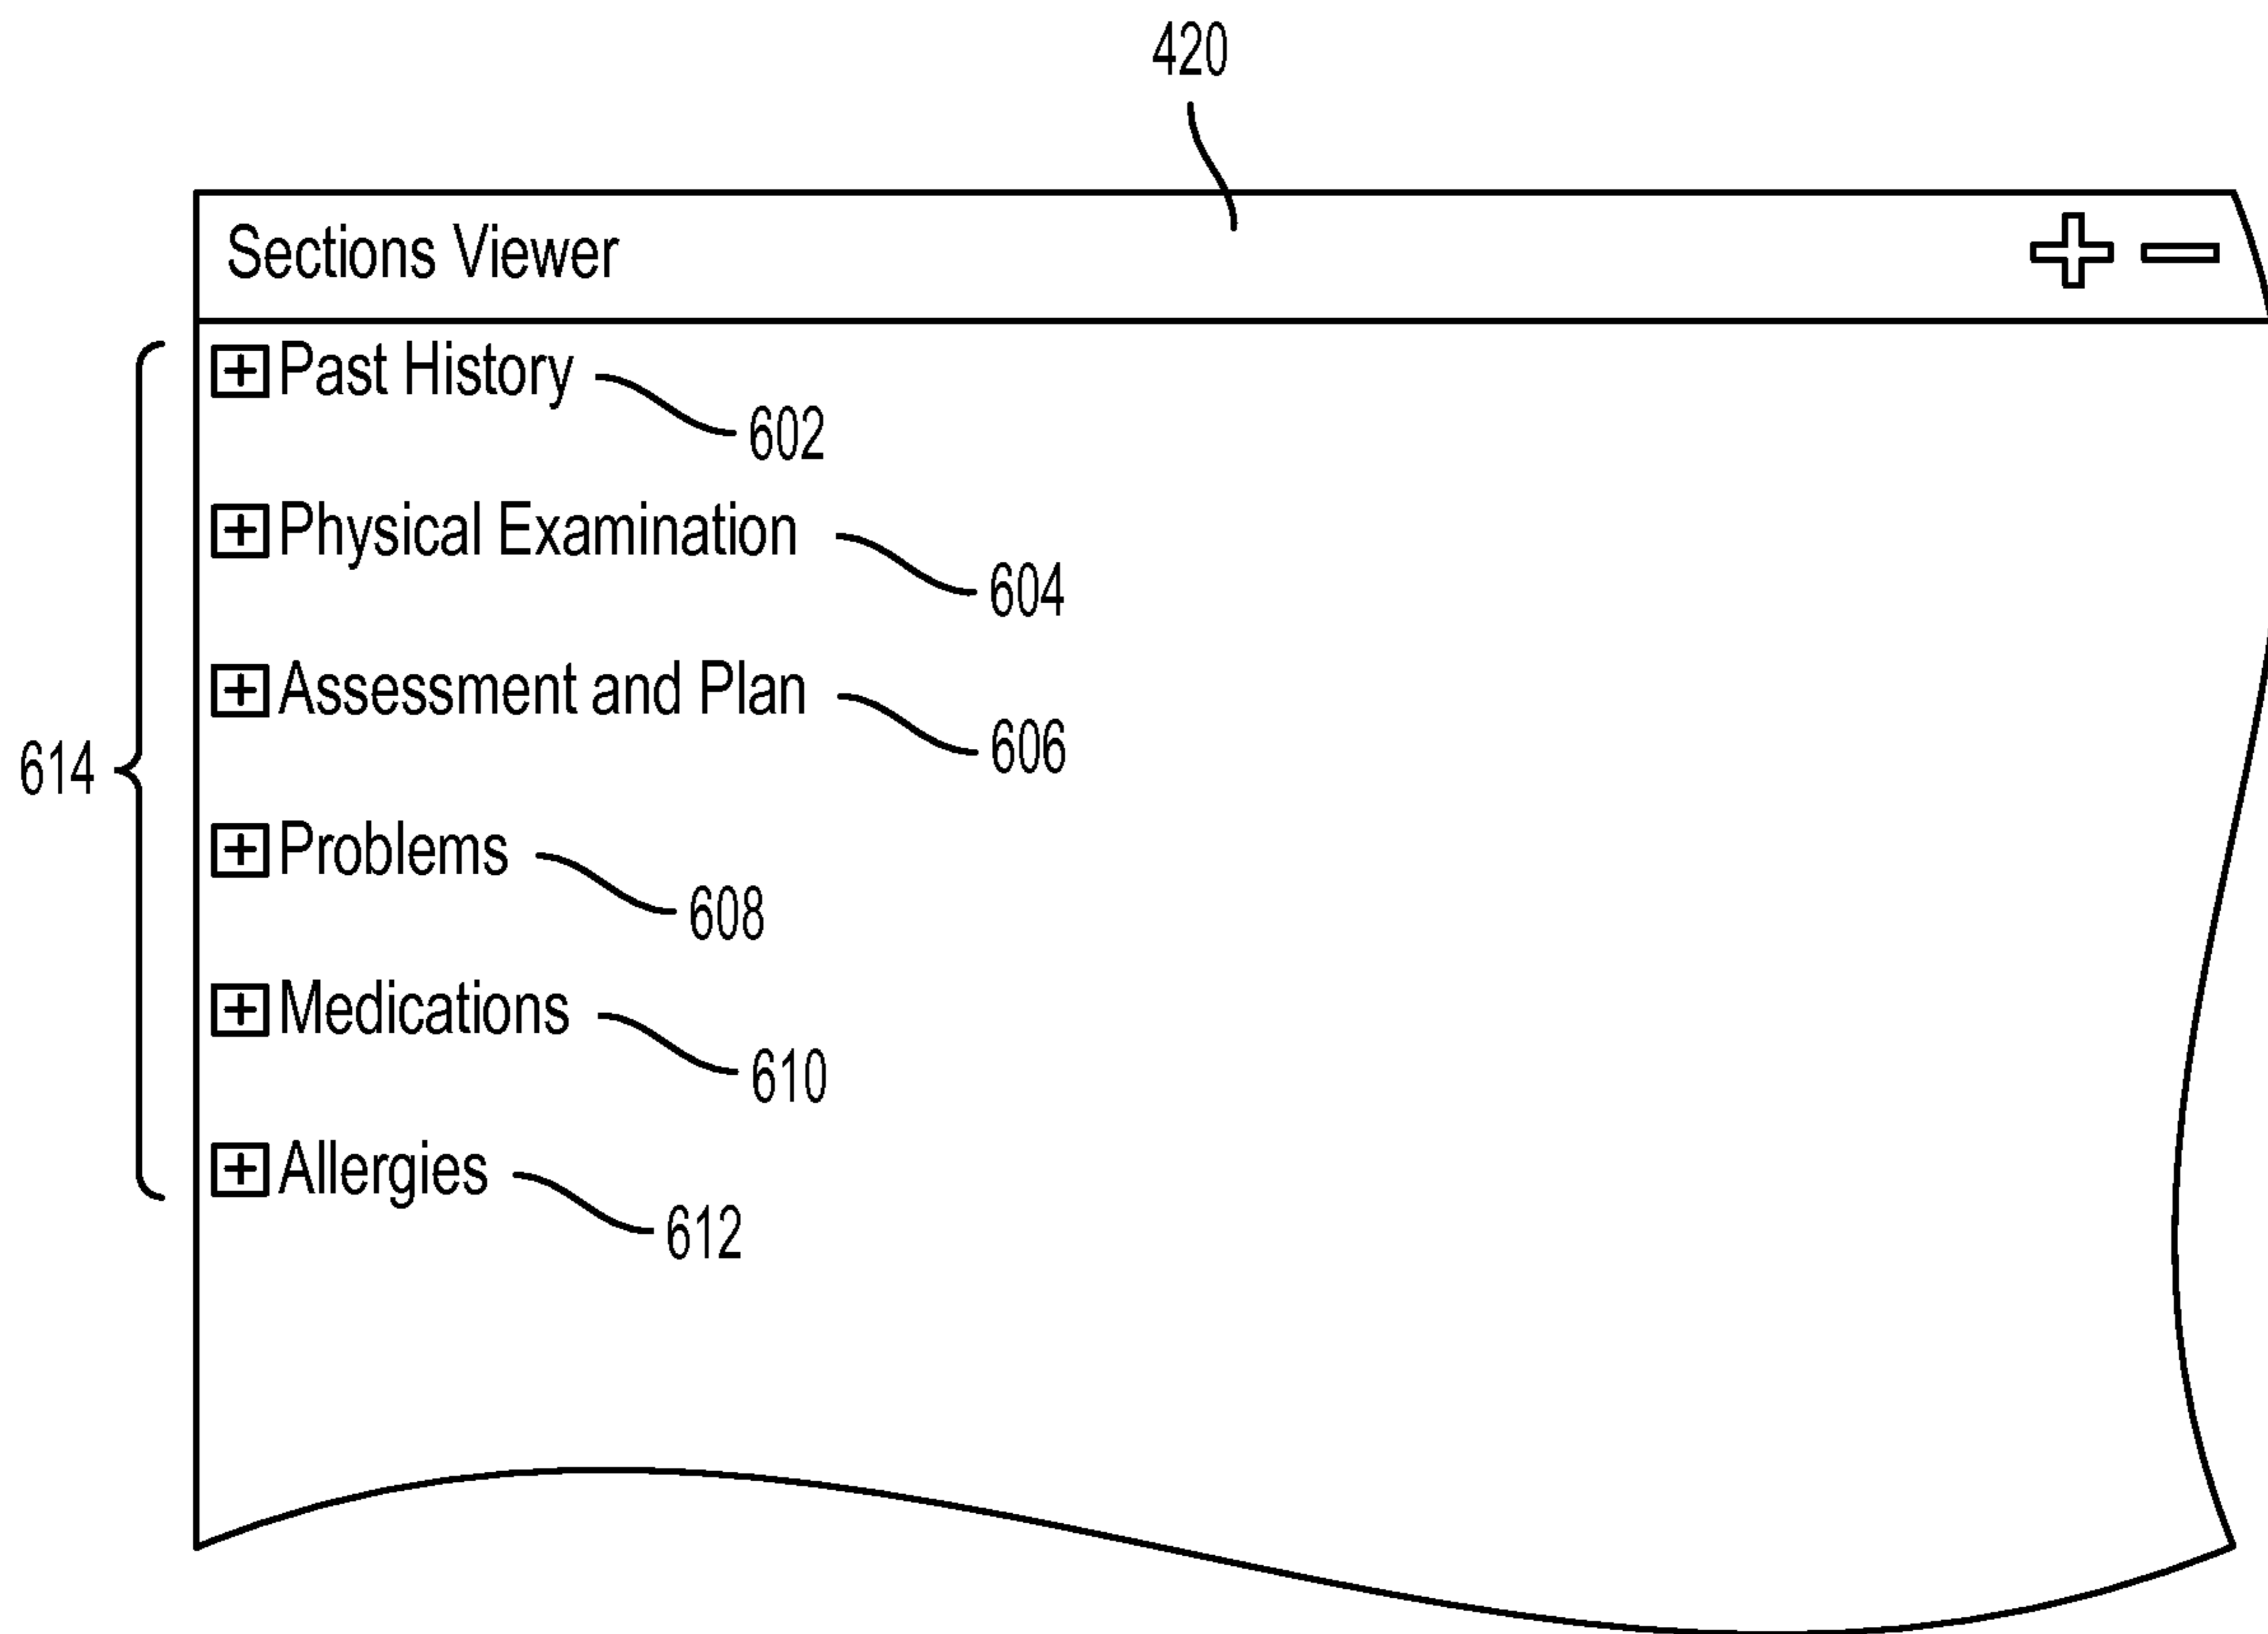 420
Sections Viewer
Past History
602
Physical Examination
604
Assessment and Plan
606
614
Problems
608
Medications
610
Allergies
612